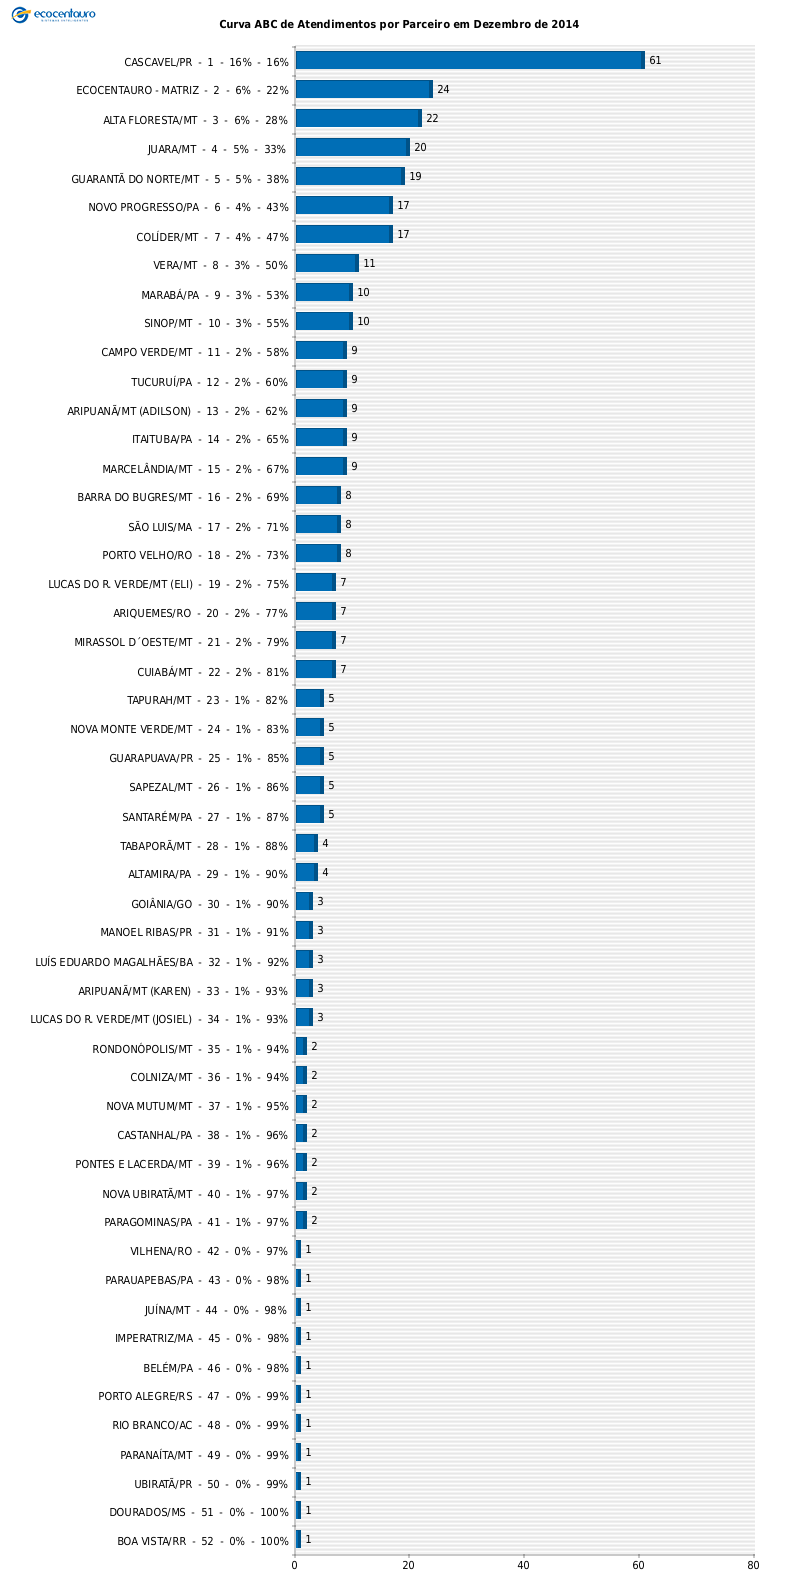 ecocentauro
Curva ABC de Atendimentos por Parceiro em Dezembro de 2014
CASCAVEL/PR - 1 - 16% - 16% 61
ECOCENTAURO - MATRIZ - 2 - 6% - 22% 24
ALTA FLORESTA/MT - 3 - 6% - 28% 22
JUARA/MT - 4 - 5% - 33% 20
GUARANTÃ DO NORTE/MT - 5 - 5% - 38% 19
NOVO PROGRESSO/PA - 6 - 4% - 43% 17
COLÍDER/MT - 7 - 4% - 47% 17
VERA/MT - 8 - 3% - 50% 11
MARABÁ/PA - 9 - 3% - 53% 10
SINOP/MT - 10 - 3% - 55% 10
CAMPO VERDE/MT - 11 - 2% - 58% 9
TUCURUÍ/PA - 12 - 2% - 60% 9
ARIPUANÃ/MT (ADILSON) - 13 - 2% - 62% 9
ITAITUBA/PA - 14 - 2% - 65% 9
MARCELÂNDIA/MT - 15 - 2% - 67% 9
BARRA DO BUGRES/MT - 16 - 2% - 69% 8
SÃO LUIS/MA - 17 - 2% - 71% 8
PORTO VELHO/RO - 18 - 2% - 73% 8
LUCAS DO R. VERDE/MT (ELI) - 19 - 2% - 75% 7
ARIQUEMES/RO - 20 - 2% - 77% 7
MIRASSOL D´OESTE/MT - 21 - 2% - 79% 7
CUIABÁ/MT - 22 - 2% - 81% 7
TAPURAH/MT - 23 - 1% - 82% 5
NOVA MONTE VERDE/MT - 24 - 1% - 83% 5
GUARAPUAVA/PR - 25 - 1% - 85% 5
SAPEZAL/MT - 26 - 1% - 86% 5
SANTARÉM/PA - 27 - 1% - 87% 5
TABAPORÃ/MT - 28 - 1% - 88% 4
ALTAMIRA/PA - 29 - 1% - 90% 4
GOIÂNIA/GO - 30 - 1% - 90% 3
MANOEL RIBAS/PR - 31 - 1% - 91% 3
LUÍS EDUARDO MAGALHÃES/BA - 32 - 1% - 92% 3
ARIPUANÃ/MT (KAREN) - 33 - 1% - 93% 3
LUCAS DO R. VERDE/MT (JOSIEL) - 34 - 1% - 93% 3
RONDONÓPOLIS/MT - 35 - 1% - 94% 2
COLNIZA/MT - 36 - 1% - 94% 2
NOVA MUTUM/MT - 37 - 1% - 95% 2
CASTANHAL/PA - 38 - 1% - 96% 2
PONTES E LACERDA/MT - 39 - 1% - 96% 2
NOVA UBIRATÃ/MT - 40 - 1% - 97% 2
PARAGOMINAS/PA - 41 - 1% - 97% 2
VILHENA/RO - 42 - 0% - 97% 1
PARAUAPEBAS/PA - 43 - 0% - 98% 1
JUÍNA/MT - 44 - 0% - 98% 1
IMPERATRIZ/MA - 45 - 0% - 98% 1
BELÉM/PA - 46 - 0% - 98% 1
PORTO ALEGRE/RS - 47 - 0% - 99% 1
RIO BRANCO/AC - 48 - 0% - 99% 1
PARANAÍTA/MT - 49 - 0% - 99% 1
UBIRATÃ/PR - 50 - 0% - 99% 1
DOURADOS/MS - 51 - 0% - 100% 1
BOA VISTA/RR - 52 - 0% - 100% 1
0 20 40 60 80